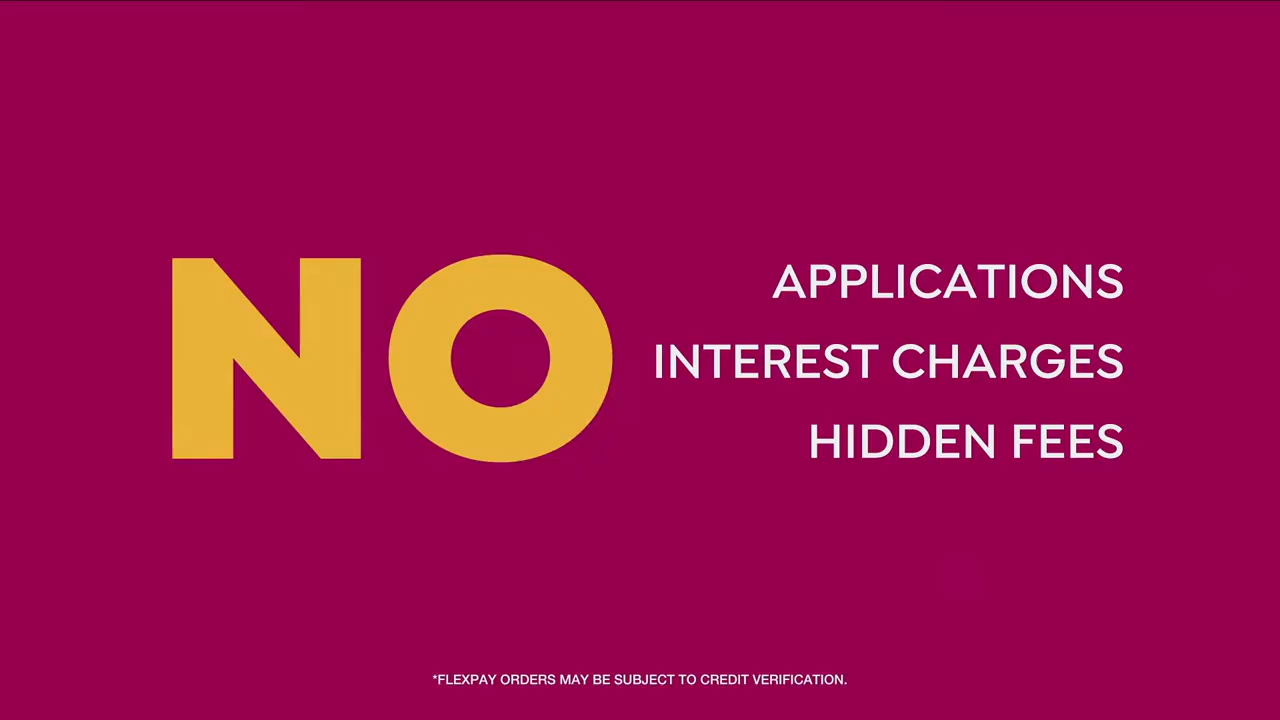 NO
APPLICATIONS
INTEREST CHARGES
HIDDEN FEES
*FLEXPAY ORDERS MAY BE SUBJECT TO CREDIT VERIFICATION.